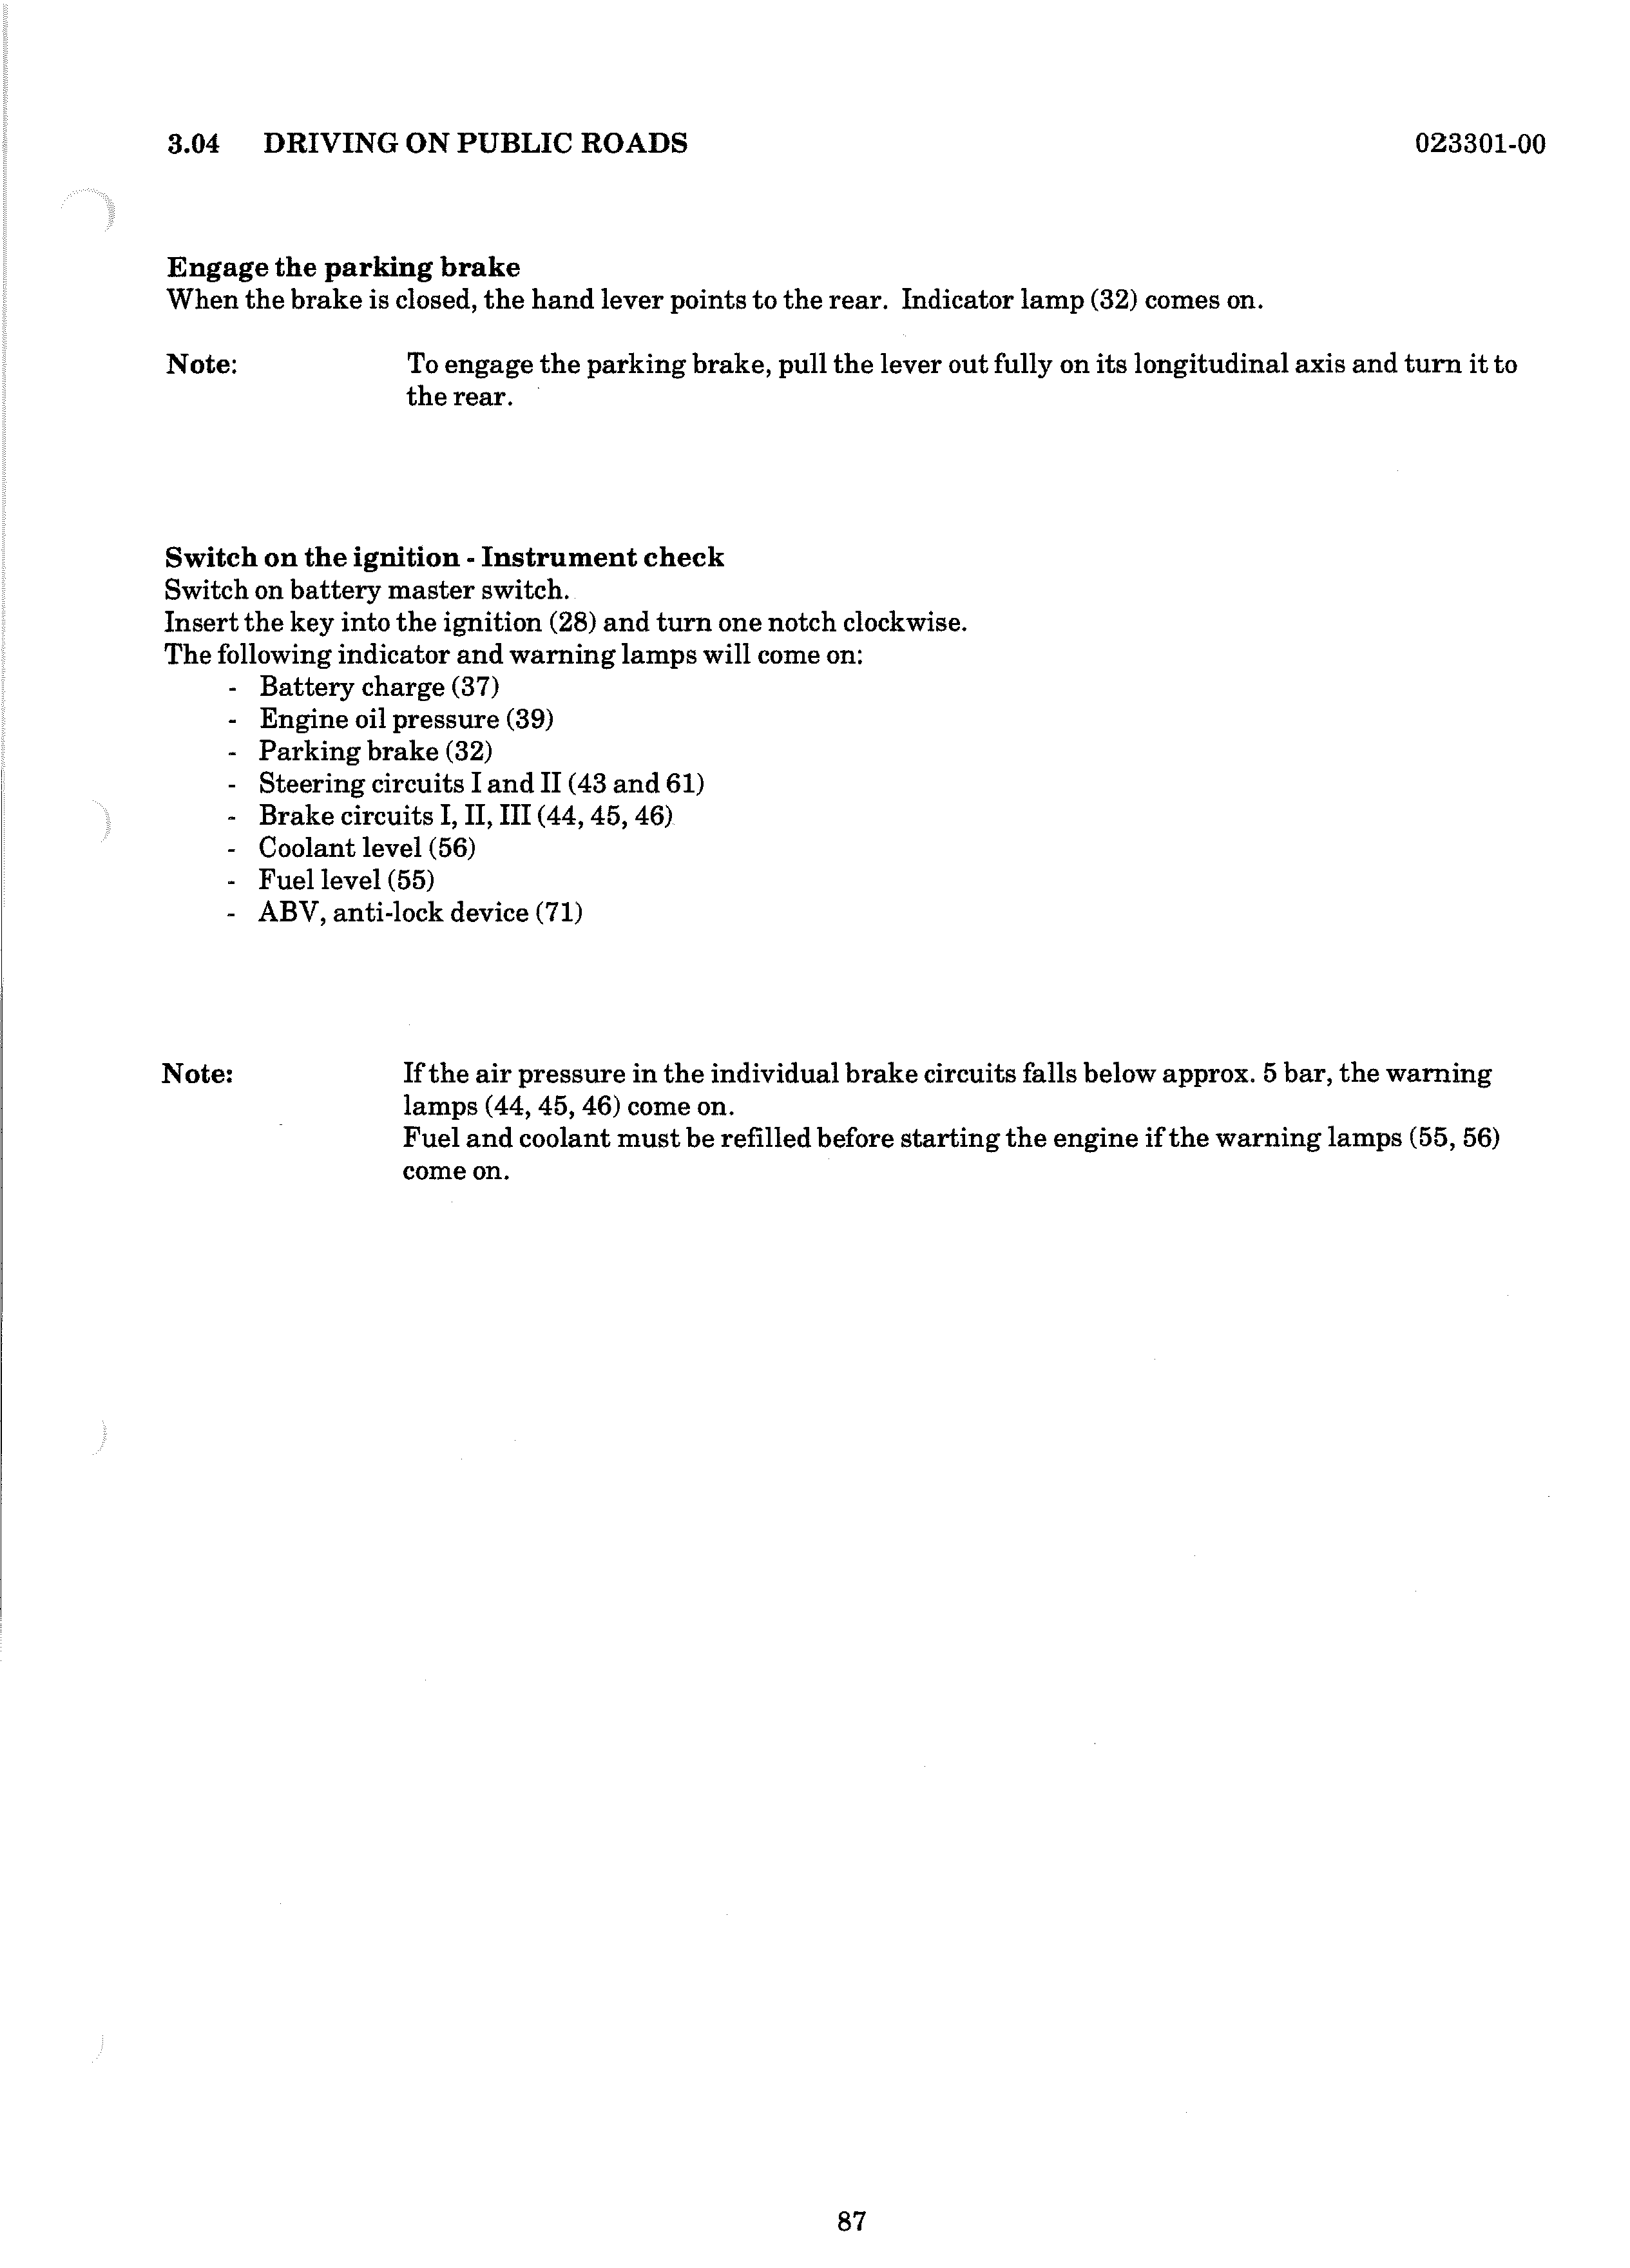 3.04 DRIVING ON PUBLIC ROADS 023301-00
Engage the parking brake
When the brake is closed, the hand lever points to the rear. Indicator lamp (32) comes on.
Note: To engage the parking brake, pull the lever out fully on its longitudinal axis and turn it to
the rear.
Switch on the ignition - Instrument check
Switch on battery master switch.
Insert the key into the ignition (28) and turn one notch clockwise.
The following indicator and warning lamps will come on:
- Battery charge (37)
- Engine oil pressure (39)
- Parking brake (32)
- Steering circuits I and II (43 and 61)
- Brake circuits I, II, III (44, 45, 46)
- Coolant level (56)
- Fuel level (55)
- ABV, anti-lock device (71)
Note: If the air pressure in the individual brake circuits falls below approx. 5 bar, the warning
lamps (44, 45, 46) come on.
Fuel and coolant must be refilled before starting the engine if the warning lamps (55, 56)
come on.
87